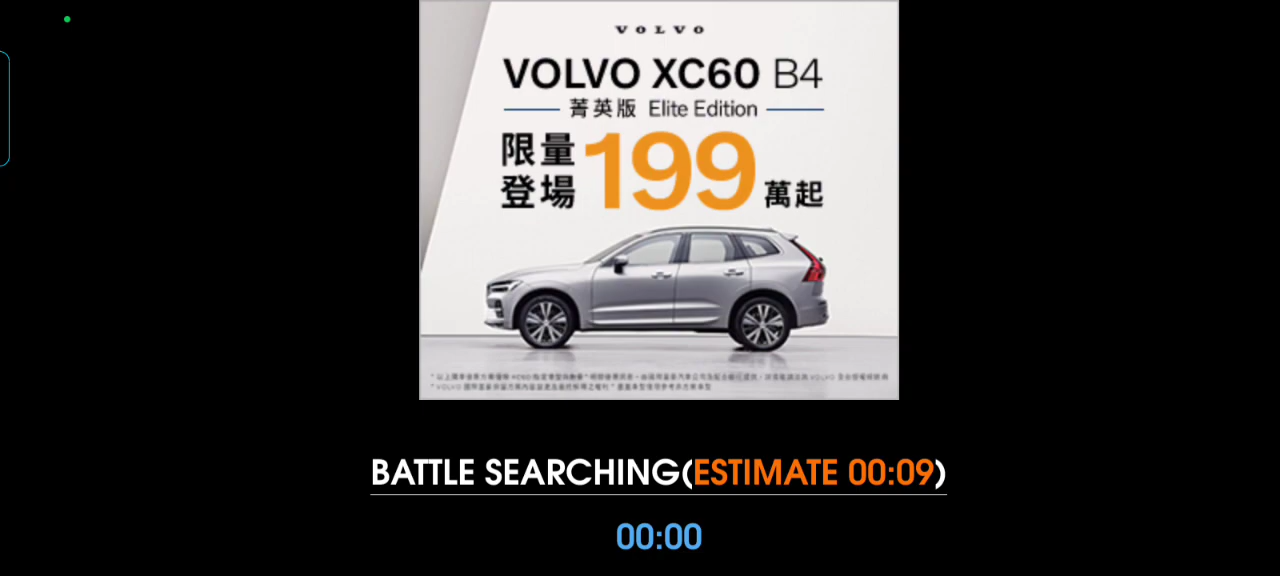 VOLVO
VOLVO XC60 B4
菁英版 Elite Edition
限量
登場
199
萬起
BATTLE SEARCHING(ESTIMATE 00:09)
00:00